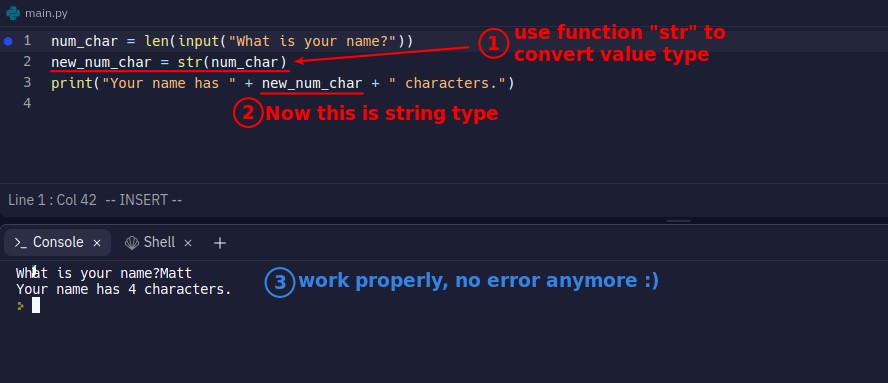 main.py
1 num_char = len(input("What is your name?"))
2 new_num_char = str(num_char)
3 print("Your name has " + new_num_char + " characters.")
4
1 use function "str" to
convert value type
2 Now this is string type
Line 1 : Col 42 -- INSERT --
>_ Console × Shell × +
What is your name?Matt
Your name has 4 characters.
3 work properly, no error anymore :)